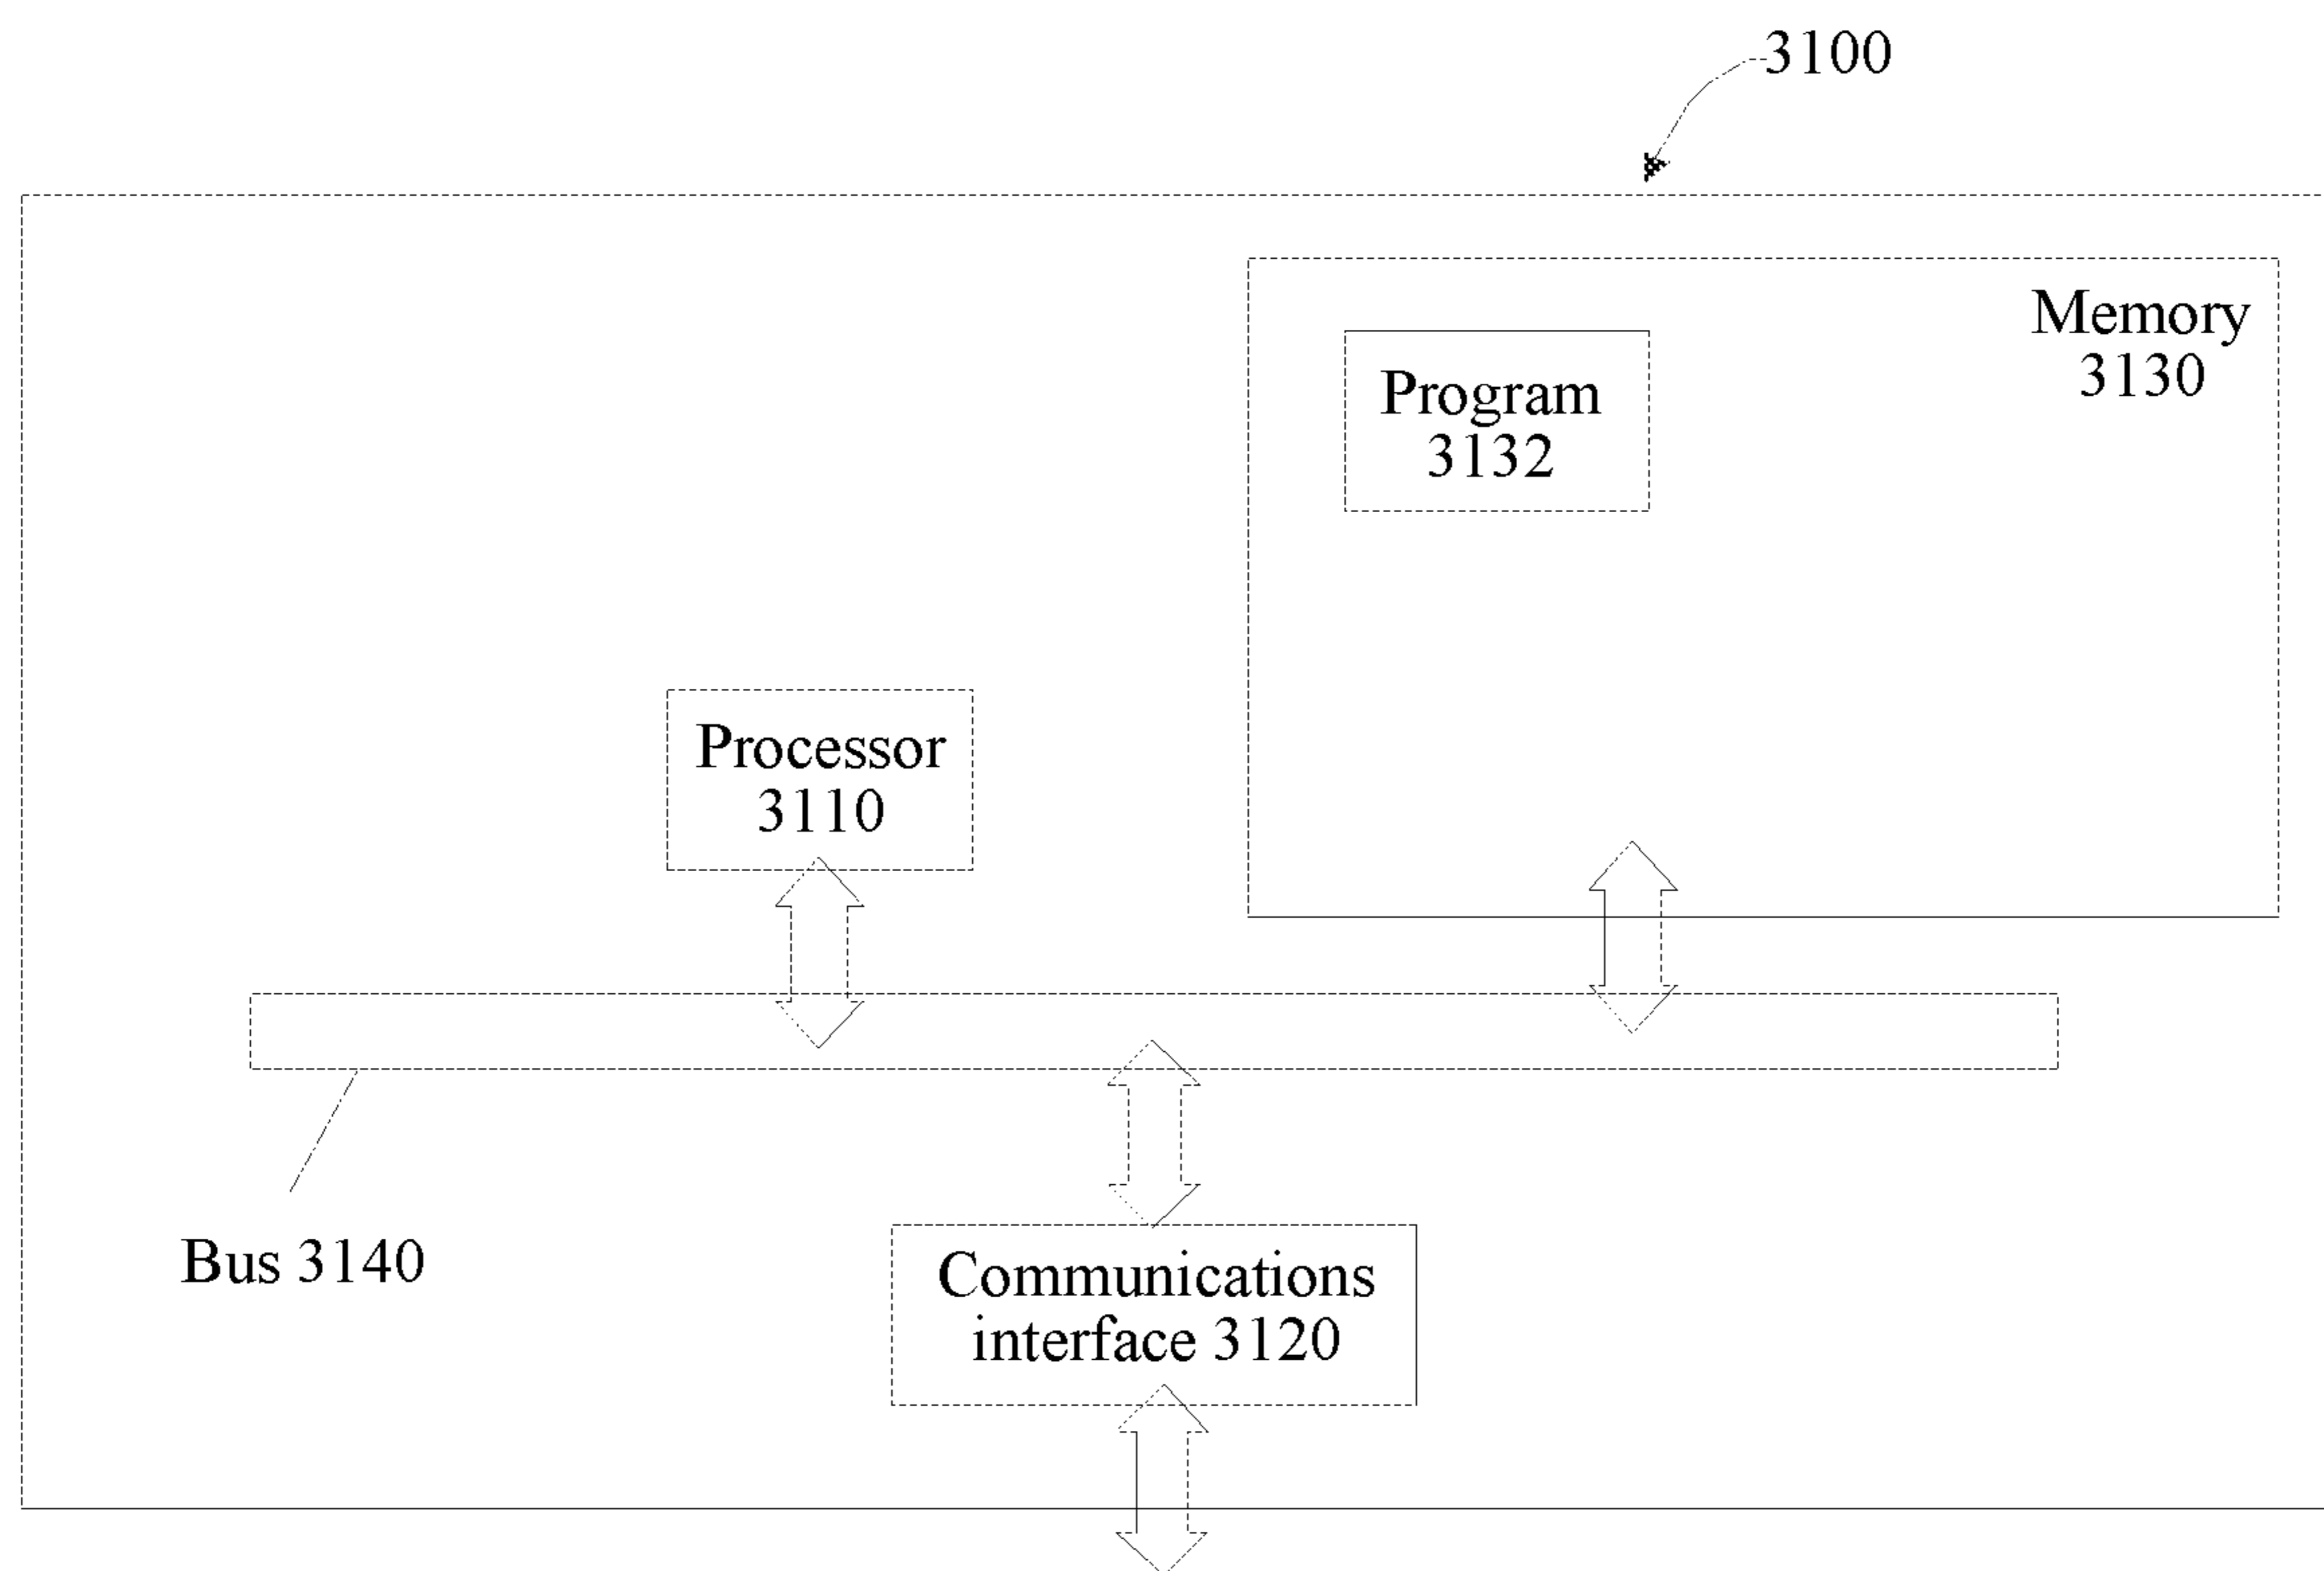 3100
Memory
3130
Program
3132
Processor
3110
Bus 3140
Communications
interface 3120